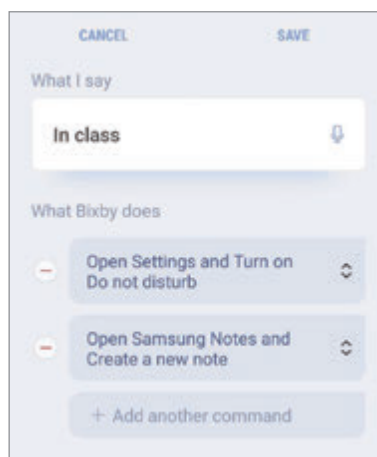 CANCEL SAVE
What I say
In class
What Bixby does
Open Settings and Turn on
Do not disturb
Open Samsung Notes and
Create a new note
+ Add another command